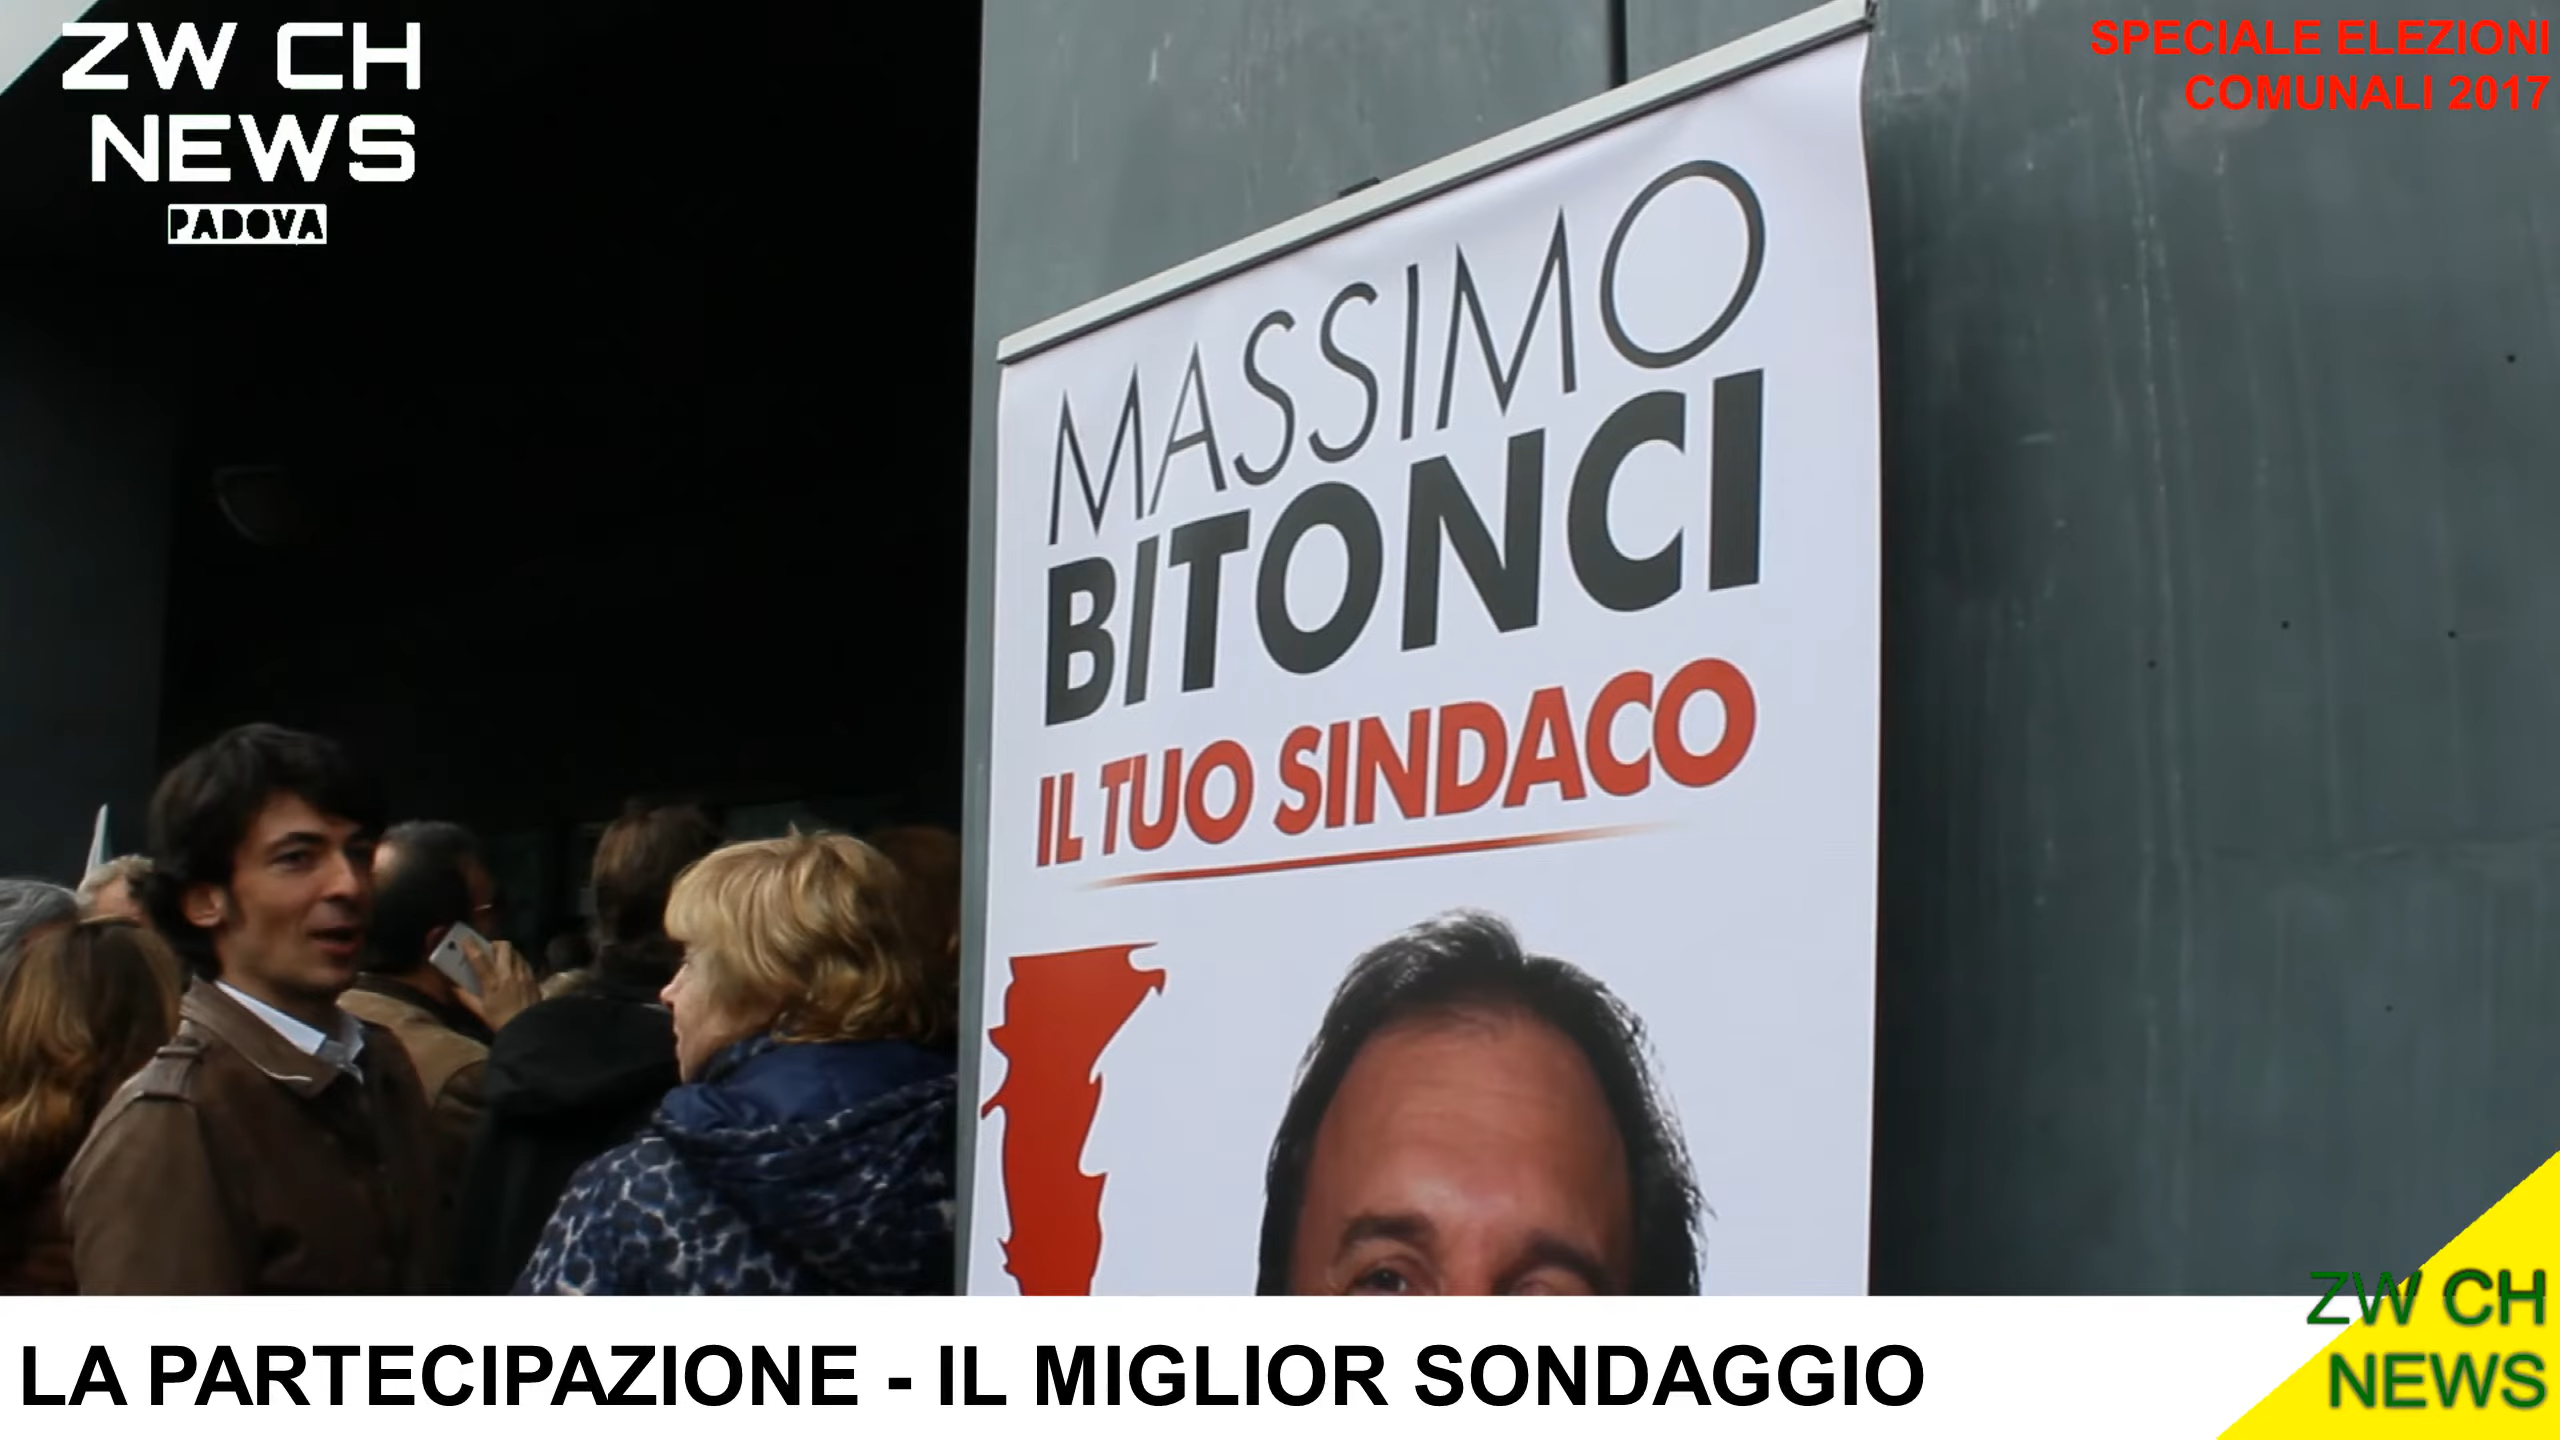 ZW CH
NEWS
PADOVA
SPECIALE ELEZIONI
COMUNALI 2017
MASSIMO
BITONCI
IL TUO SINDACO
LA PARTECIPAZIONE - IL MIGLIOR SONDAGGIO
ZW CH
NEWS